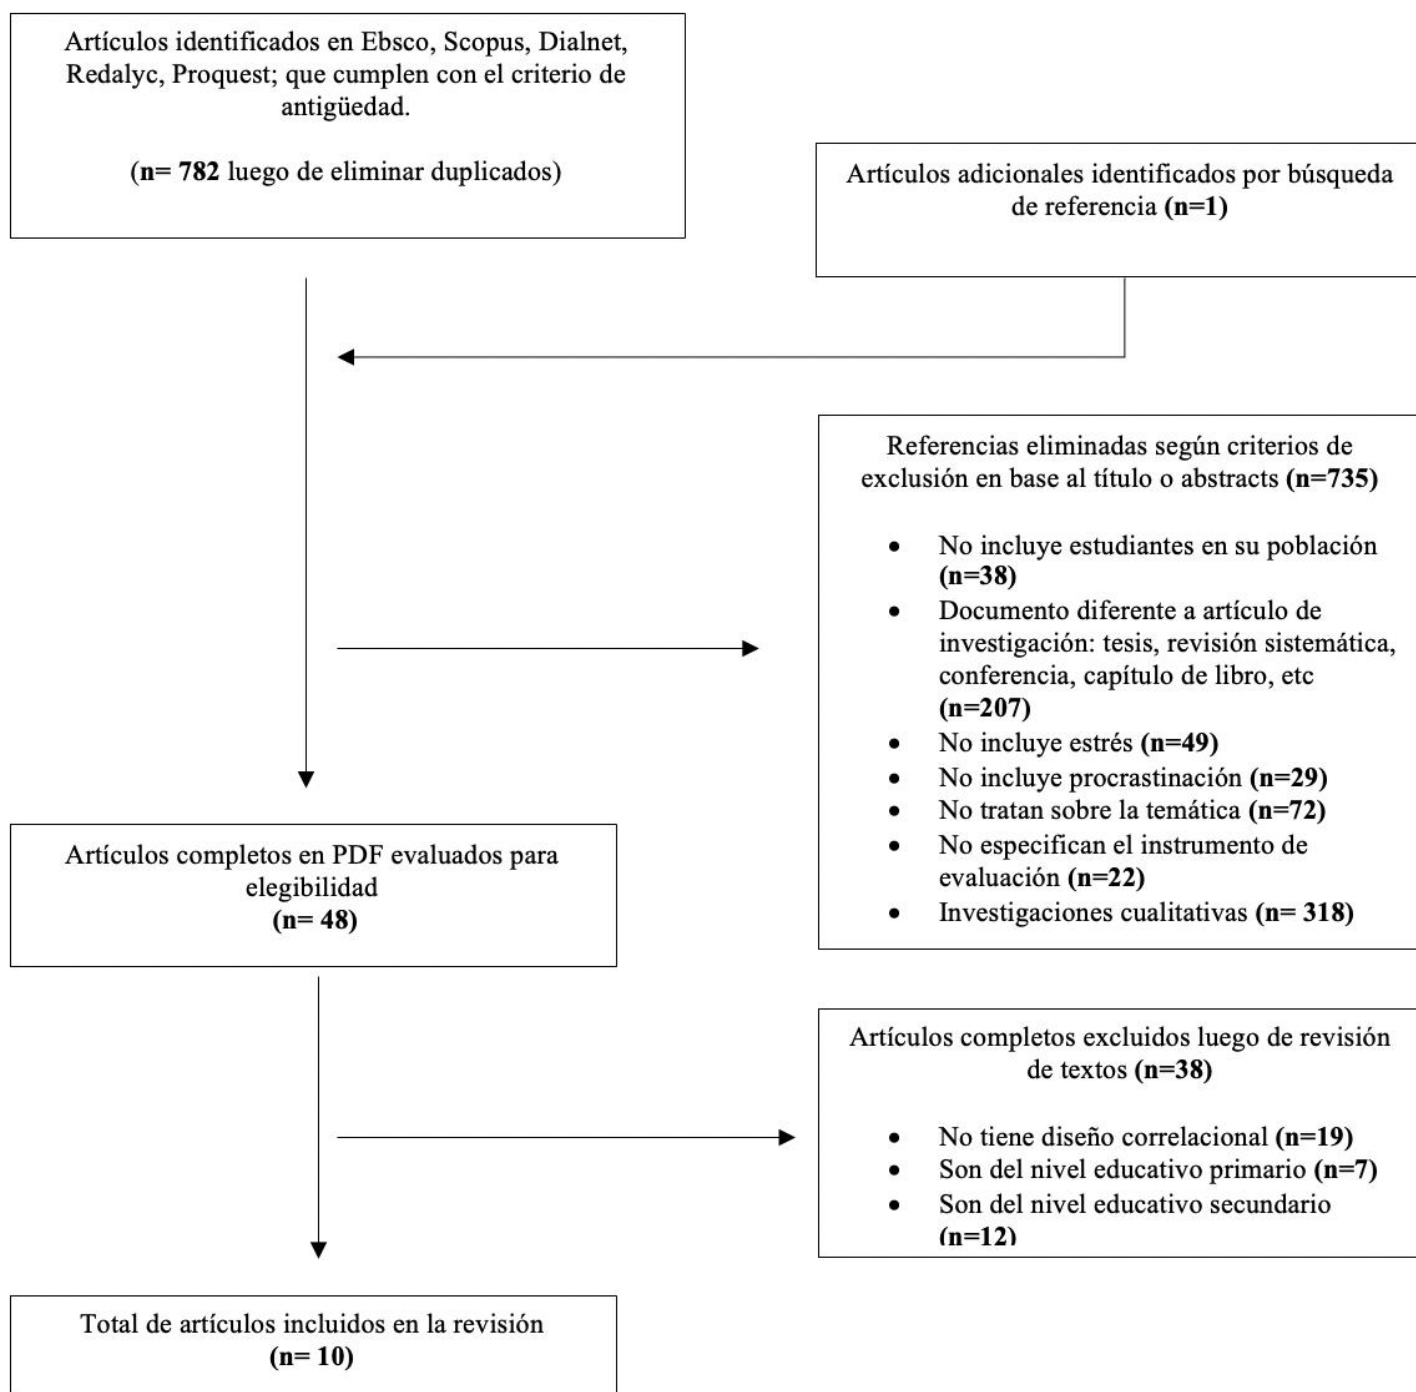 Artículos identificados en Ebsco, Scopus, Dialnet,
Redalyc, Proquest; que cumplen con el criterio de
antigüedad.
(n= 782 luego de eliminar duplicados)
Artículos adicionales identificados por búsqueda
de referencia (n=1)
Referencias eliminadas según criterios de
exclusión en base al título o abstracts (n=735)
• No incluye estudiantes en su población
(n=38)
• Documento diferente a artículo de
investigación: tesis, revisión sistemática,
conferencia, capítulo de libro, etc
(n=207)
• No incluye estrés (n=49)
• No incluye procrastinación (n=29)
• No tratan sobre la temática (n=72)
• No especifican el instrumento de
evaluación (n=22)
• Investigaciones cualitativas (n= 318)
Artículos completos en PDF evaluados para
elegibilidad
(n= 48)
Artículos completos excluidos luego de revisión
de textos (n=38)
• No tiene diseño correlacional (n=19)
• Son del nivel educativo primario (n=7)
• Son del nivel educativo secundario
(n=12)
Total de artículos incluidos en la revisión
(n= 10)